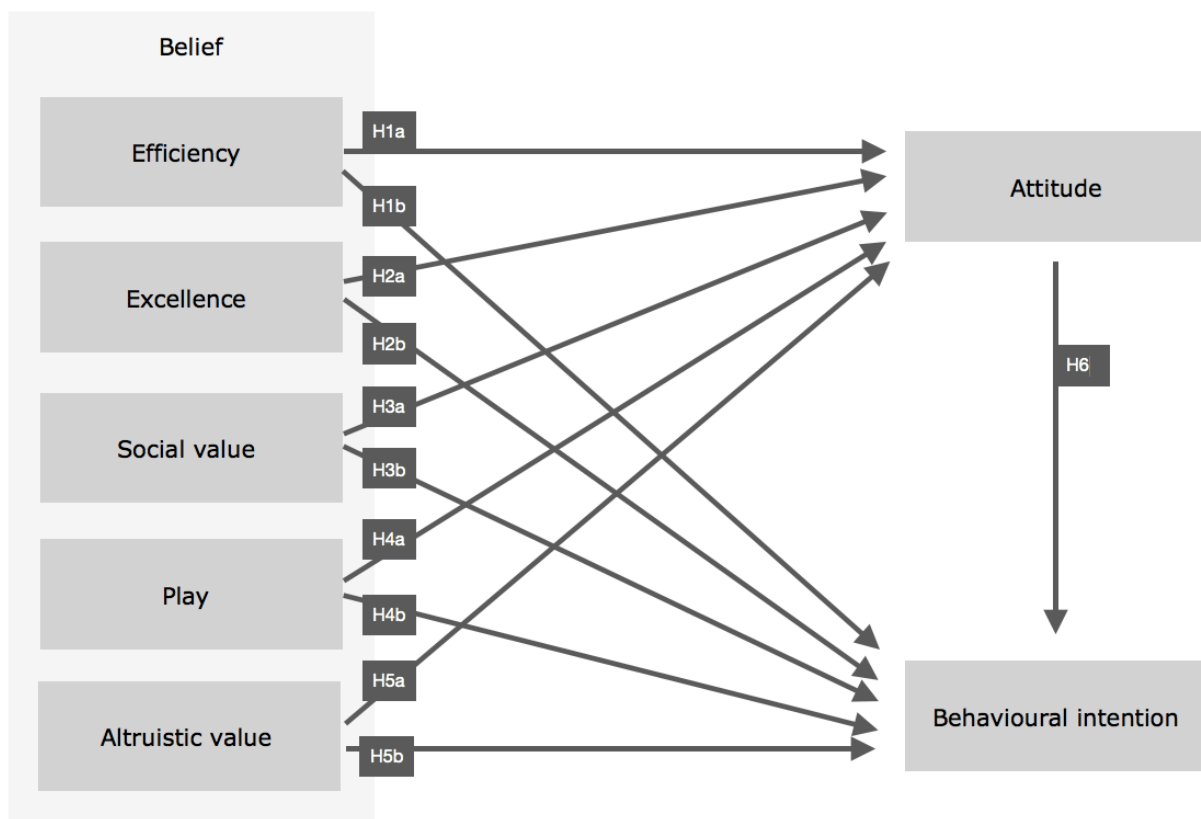 Belief
Efficiency
H1a
H1b
Attitude
Excellence
H2a
H2b
H6
Social value
H3a
H3b
Play
H4a
H4b
Altruistic value
H5a
H5b
Behavioural intention